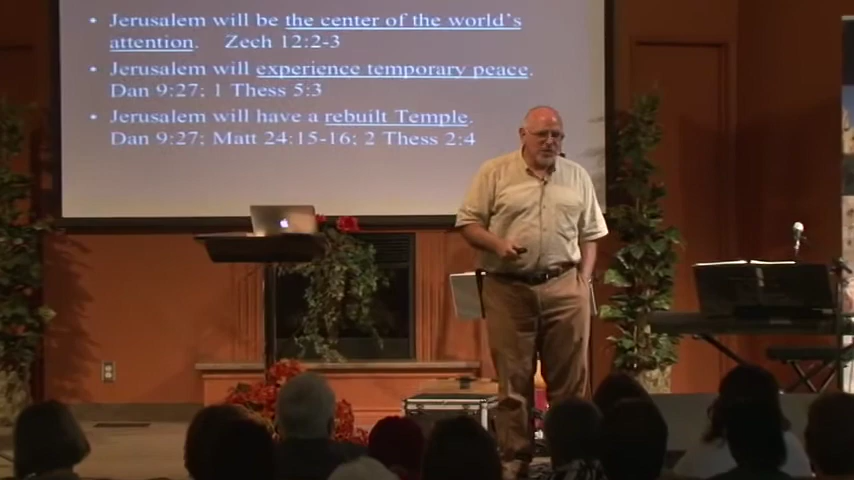 • Jerusalem will be the center of the world's
attention. Zech 12:2-3
• Jerusalem will experience temporary peace.
Dan 9:27; 1 Thess 5:3
• Jerusalem will have a rebuilt Temple.
Dan 9:27; Matt 24:15-16; 2 Thess 2:4